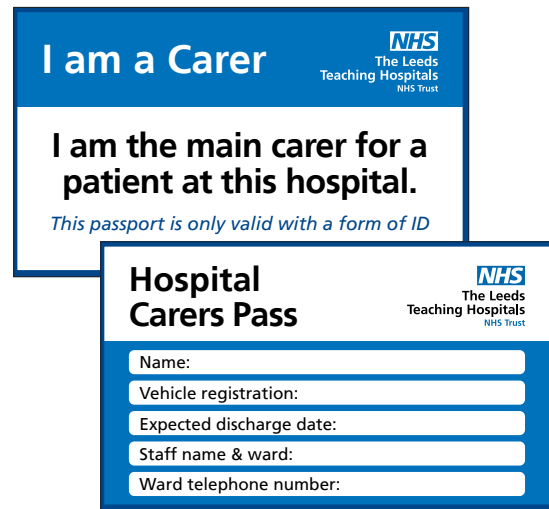 I am a Carer
NHS
The Leeds
Teaching Hospitals
NHS Trust
I am the main carer for a
patient at this hospital.
This passport is only valid with a form of ID
Hospital
Carers Pass
NHS
The Leeds
Teaching Hospitals
NHS Trust
Name:
Vehicle registration:
Expected discharge date:
Staff name & ward:
Ward telephone number: